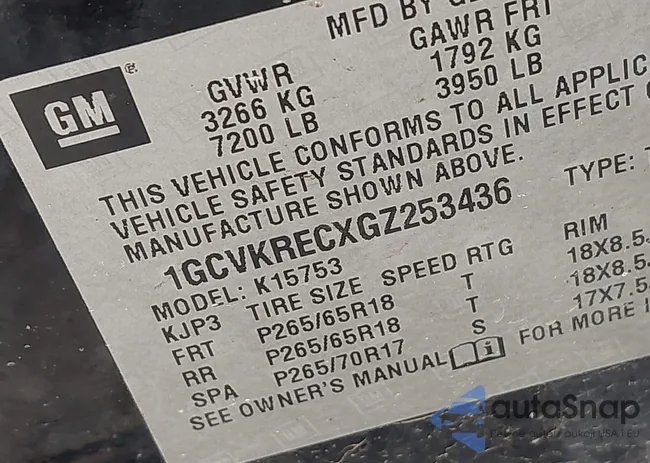 MFD BY
GM
GVWR GAWR FRT
3266 KG 1792 KG
7200 LB 3950 LB
THIS VEHICLE CONFORMS TO ALL APPLIC
VEHICLE SAFETY STANDARDS IN EFFECT
MANUFACTURE SHOWN ABOVE.
1GCVKRECXGZ253436 TYPE:
MODEL: K15753
KJP3 TIRE SIZE SPEED RTG RIM
FRT P265/65R18 T 18X8.5
RR P265/65R18 T 18X8.5
SPA P265/70R17 S 17X7.5
SEE OWNER'S MANUAL FOR MORE I
autoSnap